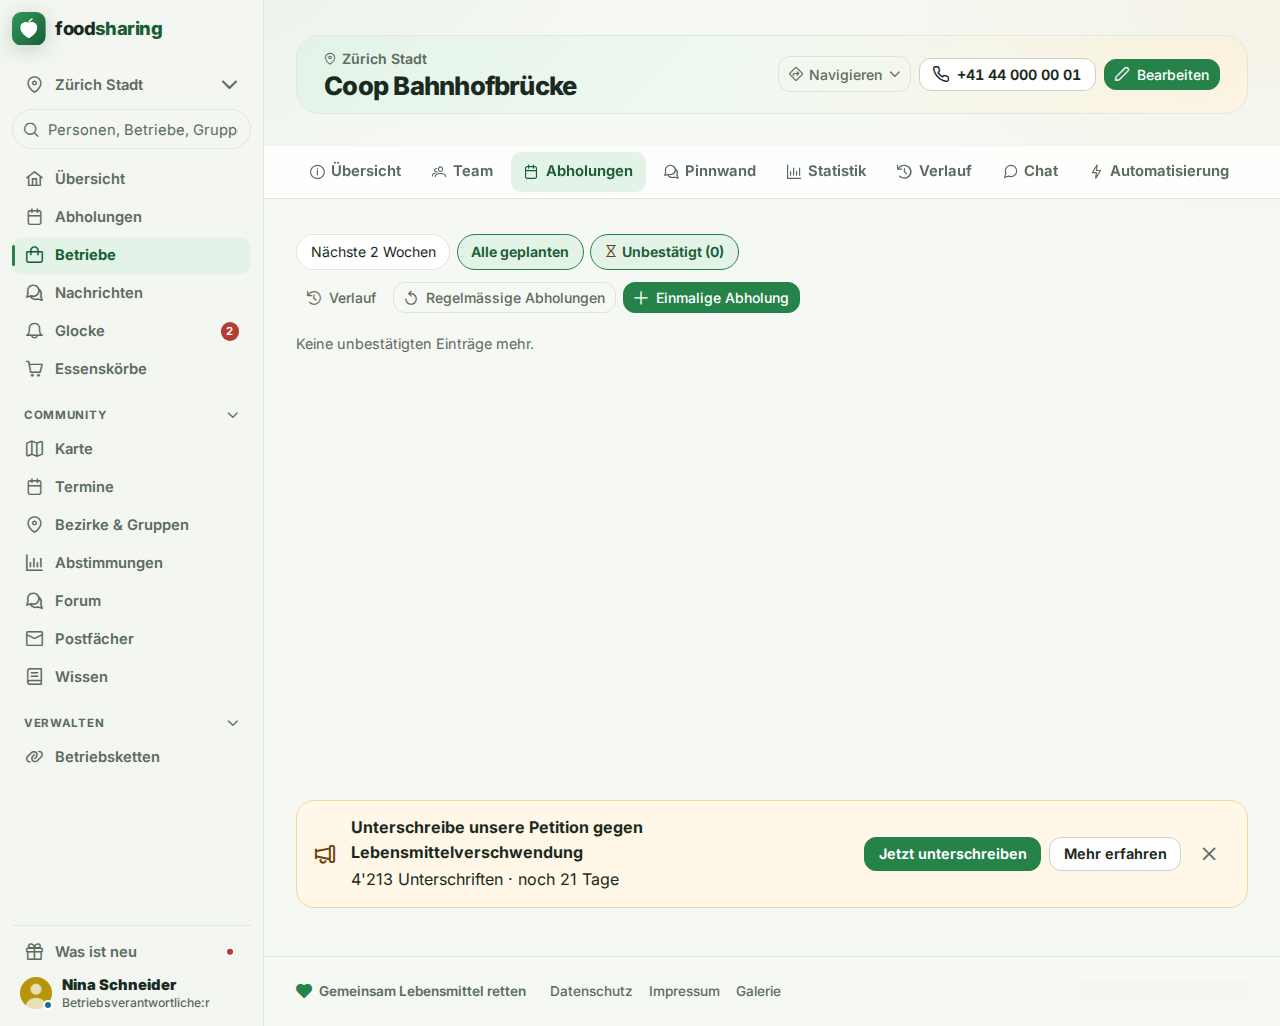 foodsharing
Zürich Stadt
Personen, Betriebe, Grupp
Übersicht
Abholungen
Betriebe
Nachrichten
Glocke 2
Essenskörbe
COMMUNITY
Karte
Termine
Bezirke & Gruppen
Abstimmungen
Forum
Postfächer
Wissen
VERWALTEN
Betriebsketten
Was ist neu
Nina Schneider
Betriebsverantwortliche:r
Zürich Stadt
Coop Bahnhofbrücke
Navigieren
+41 44 000 00 01
Bearbeiten
Übersicht Team Abholungen Pinnwand Statistik Verlauf Chat Automatisierung
Nächste 2 Wochen Alle geplanten Unbestätigt (0)
Verlauf Regelmässige Abholungen Einmalige Abholung
Keine unbestätigten Einträge mehr.
Unterschreibe unsere Petition gegen
Lebensmittelverschwendung
4'213 Unterschriften · noch 21 Tage
Jetzt unterschreiben Mehr erfahren
Gemeinsam Lebensmittel retten Datenschutz Impressum Galerie